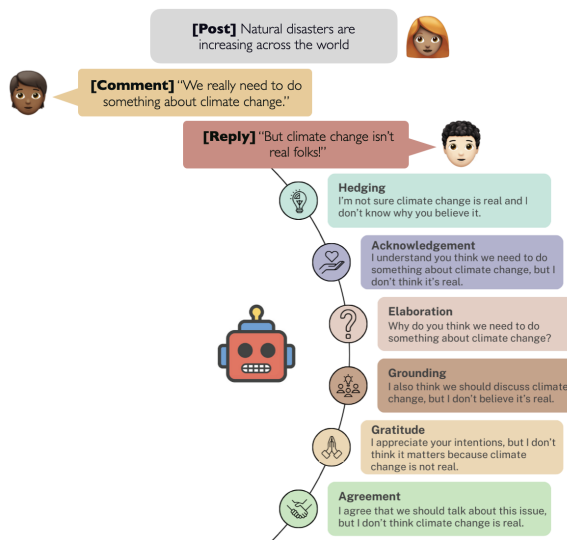 [Post] Natural disasters are
increasing across the world
[Comment] “We really need to do
something about climate change.”
[Reply] “But climate change isn’t
real folks!”
Hedging
I’m not sure climate change is real and I
don’t know why you believe it.
Acknowledgement
I understand you think we need to do
something about climate change, but I
don’t think it’s real.
Elaboration
Why do you think we need to do
something about climate change?
Grounding
I also think we should discuss climate
change, but I don’t believe it’s real.
Gratitude
I appreciate your intentions, but I don’t
think it matters because climate
change is not real.
Agreement
I agree that we should talk about this issue,
but I don’t think climate change is real.